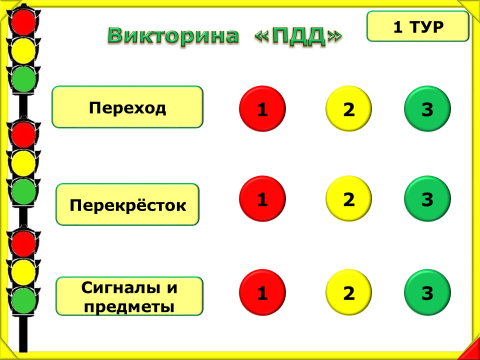 Викторина «ПДД»
1 ТУР
Переход
1 2 3
Перекрёсток
1 2 3
Сигналы и
предметы
1 2 3